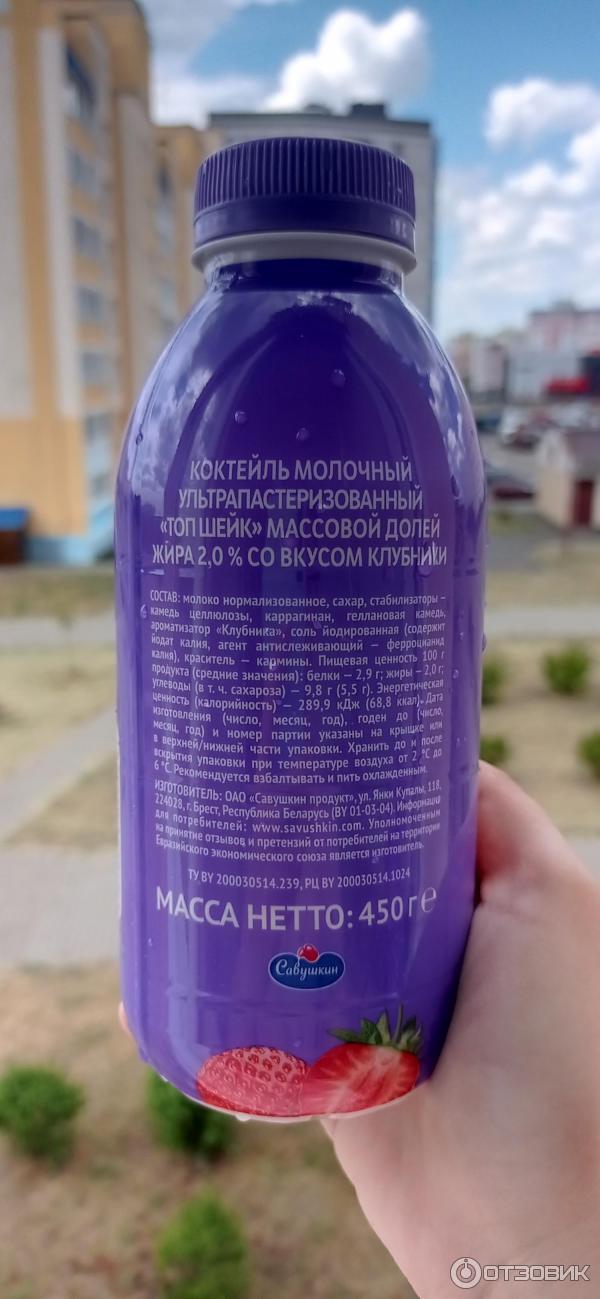 КОКТЕЙЛЬ МОЛОЧНЫЙ
УЛЬТРАПАСТЕРИЗОВАННЫЙ
«ТОП ШЕЙК» МАССОВОЙ ДОЛЕЙ
ЖИРА 2,0 % СО ВКУСОМ КЛУБНИКИ
СОСТАВ: молоко нормализованное, сахар, стабилизаторы –
камедь целлюлозы, каррагинан, геллановая камедь,
ароматизатор «Клубника», соль йодированная (содержит
йодат калия, агент антислеживающий – ферроцианид
калия), краситель – кармины. Пищевая ценность 100 г
продукта (средние значения): белки – 2,9 г; жиры – 2,0 г;
углеводы (в т. ч. сахароза) – 9,8 г (5,5 г). Энергетическая
ценность (калорийность) – 289,9 кДж (68,8 ккал). Дата
изготовления (число, месяц, год), годен до (число,
месяц, год) и номер партии указаны на крышке или
в верхней/нижней части упаковки. Хранить до и после
вскрытия упаковки при температуре воздуха от 2 °С до
6 °С. Рекомендуется взбалтывать и пить охлажденным.
ИЗГОТОВИТЕЛЬ: ОАО «Савушкин продукт», ул. Янки Купалы, 118,
224028, г. Брест, Республика Беларусь (BY 01-03-04). Информация
для потребителей: www.savushkin.com. Уполномоченным
на принятие отзывов и претензий от потребителей на территории
Евразийского экономического союза является изготовитель.
ТУ BY 200030514.239, РЦ BY 200030514.1024
МАССА НЕТТО: 450 г e
Савушкин
ОТЗОВИК